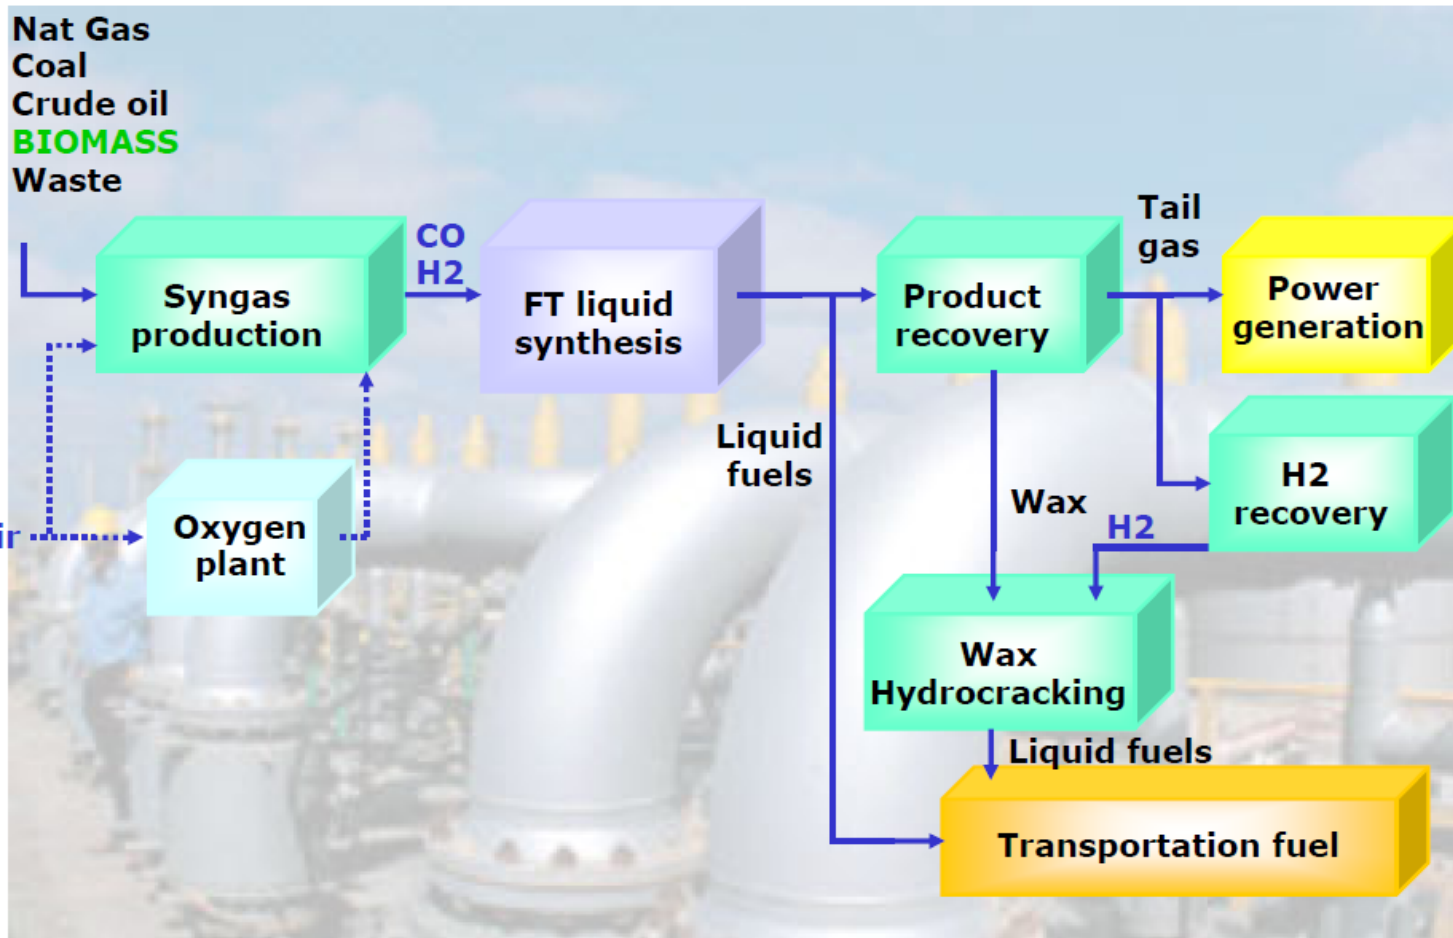 Nat Gas
Coal
Crude oil
BIOMASS
Waste
Syngas
production
CO
H2
FT liquid
synthesis
Product
recovery
Tail
gas
Power
generation
Liquid
fuels
Wax
H2
H2
recovery
Oxygen
plant
Wax
Hydrocracking
Liquid fuels
Transportation fuel